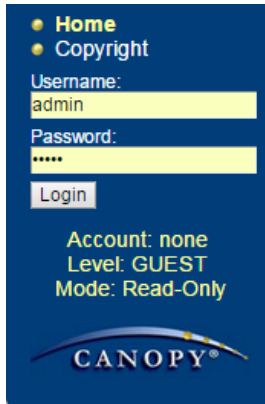 Home
Copyright
Username:
admin
Password:
•••••
Login
Account: none
Level: GUEST
Mode: Read-Only
CANOPY®